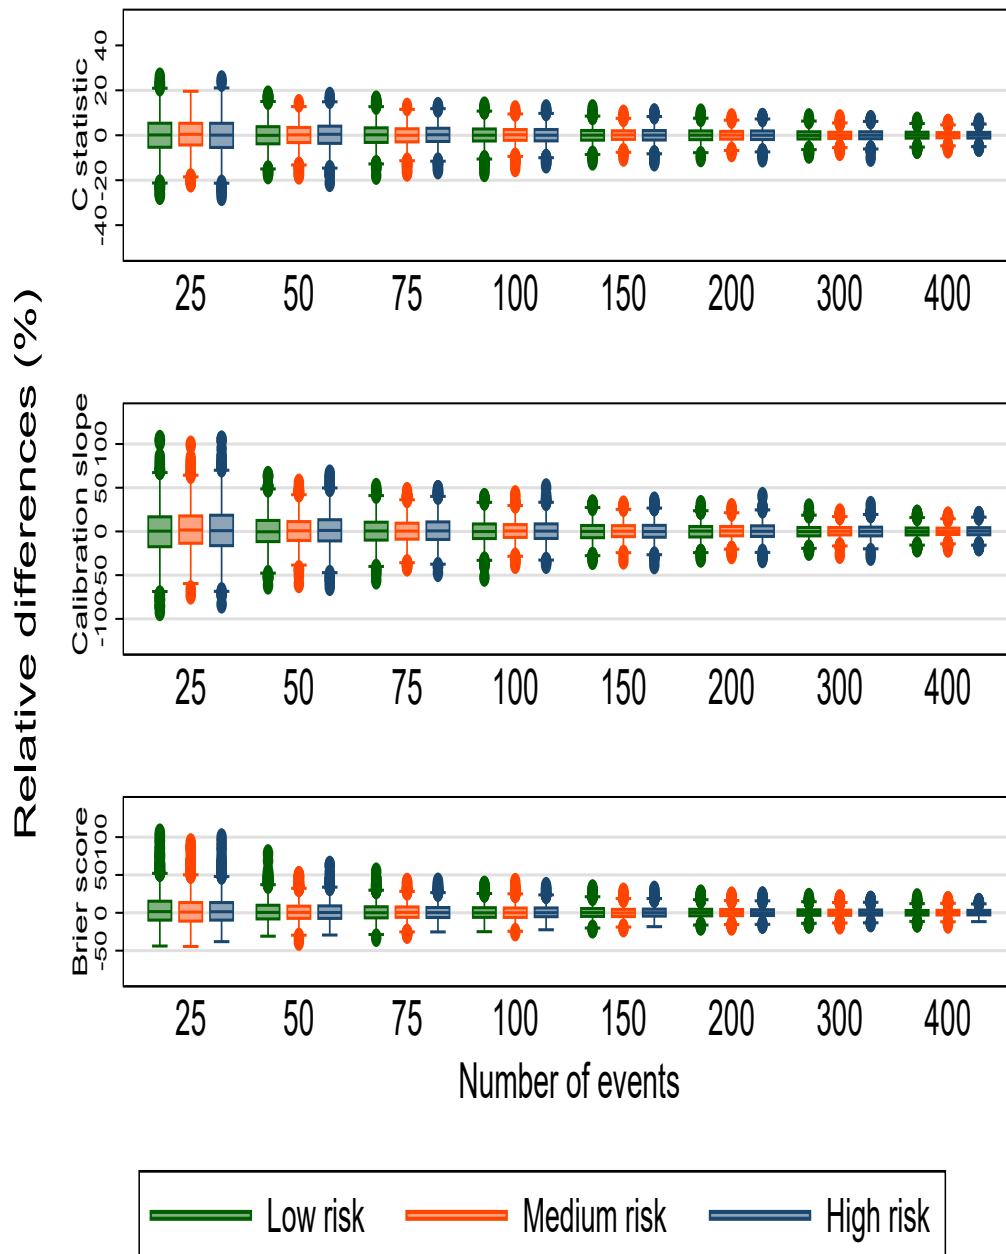 Relative differences (%)
C statistic
40
20
0
-20
-40
25 50 75 100 150 200 300 400
Calibration slope
100
50
0
-50
-100
25 50 75 100 150 200 300 400
Brier score
100
50
0
-50
25 50 75 100 150 200 300 400
Number of events
Low risk Medium risk High risk